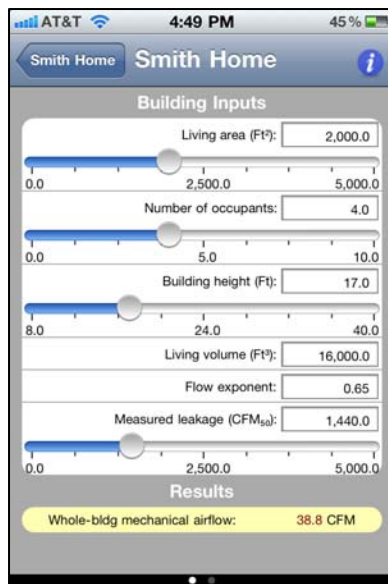 AT&T 4:49 PM 45 %
Smith Home Smith Home i
Building Inputs
Living area (Ft²): 2,000.0
0.0 2,500.0 5,000.0
Number of occupants: 4.0
0.0 5.0 10.0
Building height (Ft): 17.0
8.0 24.0 40.0
Living volume (Ft³): 16,000.0
Flow exponent: 0.65
Measured leakage (CFM₅₀): 1,440.0
0.0 2,500.0 5,000.0
Results
Whole-bldg mechanical airflow: 38.8 CFM